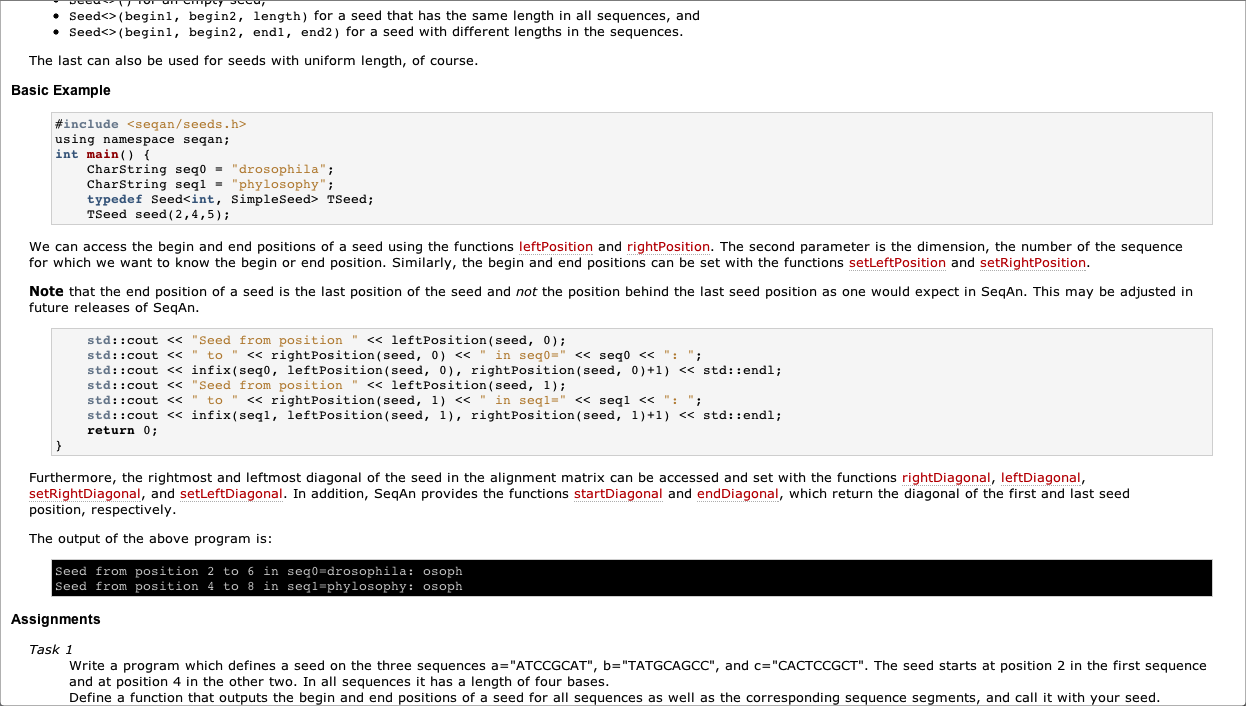 • Seed<>() for an empty seed,
• Seed<>(begin1, begin2, length) for a seed that has the same length in all sequences, and
• Seed<>(begin1, begin2, end1, end2) for a seed with different lengths in the sequences.
The last can also be used for seeds with uniform length, of course.
Basic Example
#include <seqan/seeds.h>
using namespace seqan;
int main() {
    CharString seq0 = "drosophila";
    CharString seq1 = "phylosophy";
    typedef Seed<int, SimpleSeed> TSeed;
    TSeed seed(2,4,5);
We can access the begin and end positions of a seed using the functions leftPosition and rightPosition. The second parameter is the dimension, the number of the sequence
for which we want to know the begin or end position. Similarly, the begin and end positions can be set with the functions setLeftPosition and setRightPosition.
Note that the end position of a seed is the last position of the seed and not the position behind the last seed position as one would expect in SeqAn. This may be adjusted in
future releases of SeqAn.
    std::cout << "Seed from position " << leftPosition(seed, 0);
    std::cout << " to " << rightPosition(seed, 0) << " in seq0=" << seq0 << ": ";
    std::cout << infix(seq0, leftPosition(seed, 0), rightPosition(seed, 0)+1) << std::endl;
    std::cout << "Seed from position " << leftPosition(seed, 1);
    std::cout << " to " << rightPosition(seed, 1) << " in seq1=" << seq1 << ": ";
    std::cout << infix(seq1, leftPosition(seed, 1), rightPosition(seed, 1)+1) << std::endl;
    return 0;
}
Furthermore, the rightmost and leftmost diagonal of the seed in the alignment matrix can be accessed and set with the functions rightDiagonal, leftDiagonal,
setRightDiagonal, and setLeftDiagonal. In addition, SeqAn provides the functions startDiagonal and endDiagonal, which return the diagonal of the first and last seed
position, respectively.
The output of the above program is:
Seed from position 2 to 6 in seq0=drosophila: osoph
Seed from position 4 to 8 in seq1=phylosophy: osoph
Assignments
Task 1
Write a program which defines a seed on the three sequences a="ATCCGCAT", b="TATGCAGCC", and c="CACTCCGCT". The seed starts at position 2 in the first sequence
and at position 4 in the other two. In all sequences it has a length of four bases.
Define a function that outputs the begin and end positions of a seed for all sequences as well as the corresponding sequence segments, and call it with your seed.